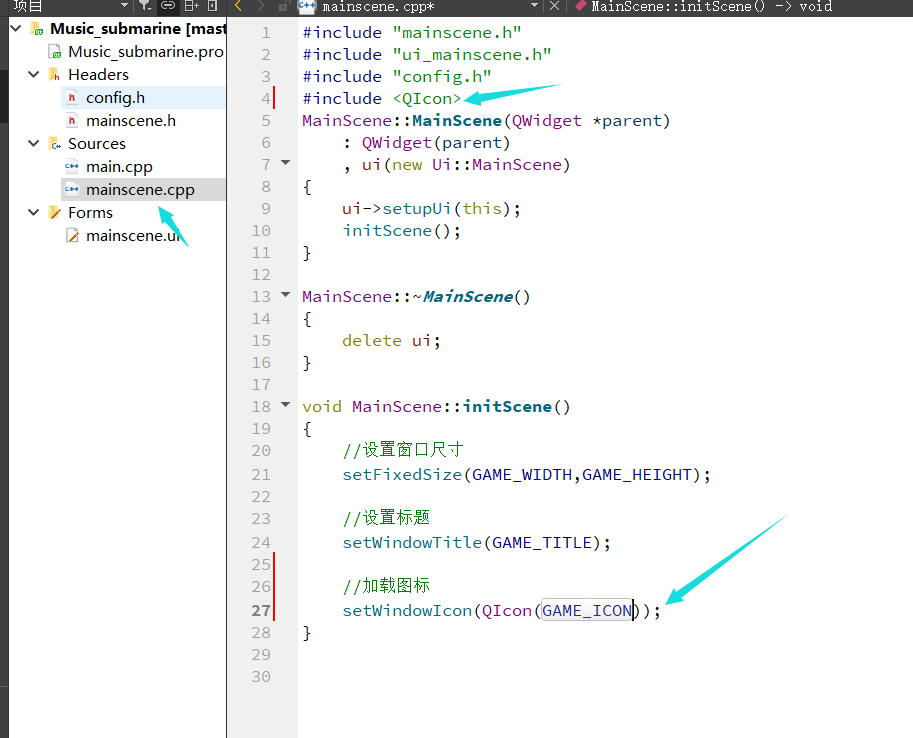 项目
mainscene.cpp*
MainScene::initScene() -> void
Music_submarine [mast
Music_submarine.pro
Headers
config.h
mainscene.h
Sources
main.cpp
mainscene.cpp
Forms
mainscene.ui
1 #include "mainscene.h"
2 #include "ui_mainscene.h"
3 #include "config.h"
4 #include <QIcon>
5 MainScene::MainScene(QWidget *parent)
6     : QWidget(parent)
7     , ui(new Ui::MainScene)
8 {
9     ui->setupUi(this);
10     initScene();
11 }
12
13 MainScene::~MainScene()
14 {
15     delete ui;
16 }
17
18 void MainScene::initScene()
19 {
20     //设置窗口尺寸
21     setFixedSize(GAME_WIDTH,GAME_HEIGHT);
22
23     //设置标题
24     setWindowTitle(GAME_TITLE);
25
26     //加载图标
27     setWindowIcon(QIcon(GAME_ICON));
28 }
29
30